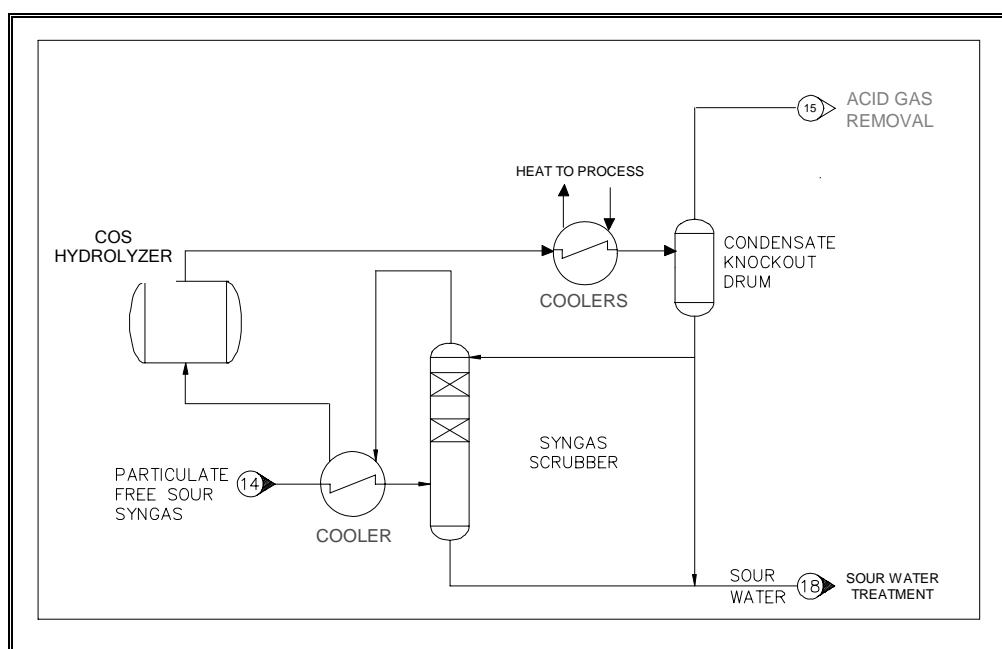 15
ACID GAS
REMOVAL
HEAT TO PROCESS
COS
HYDROLYZER
CONDENSATE
KNOCKOUT
DRUM
COOLERS
SYNGAS
SCRUBBER
PARTICULATE
FREE SOUR
SYNGAS
14
COOLER
SOUR
WATER
18
SOUR WATER
TREATMENT